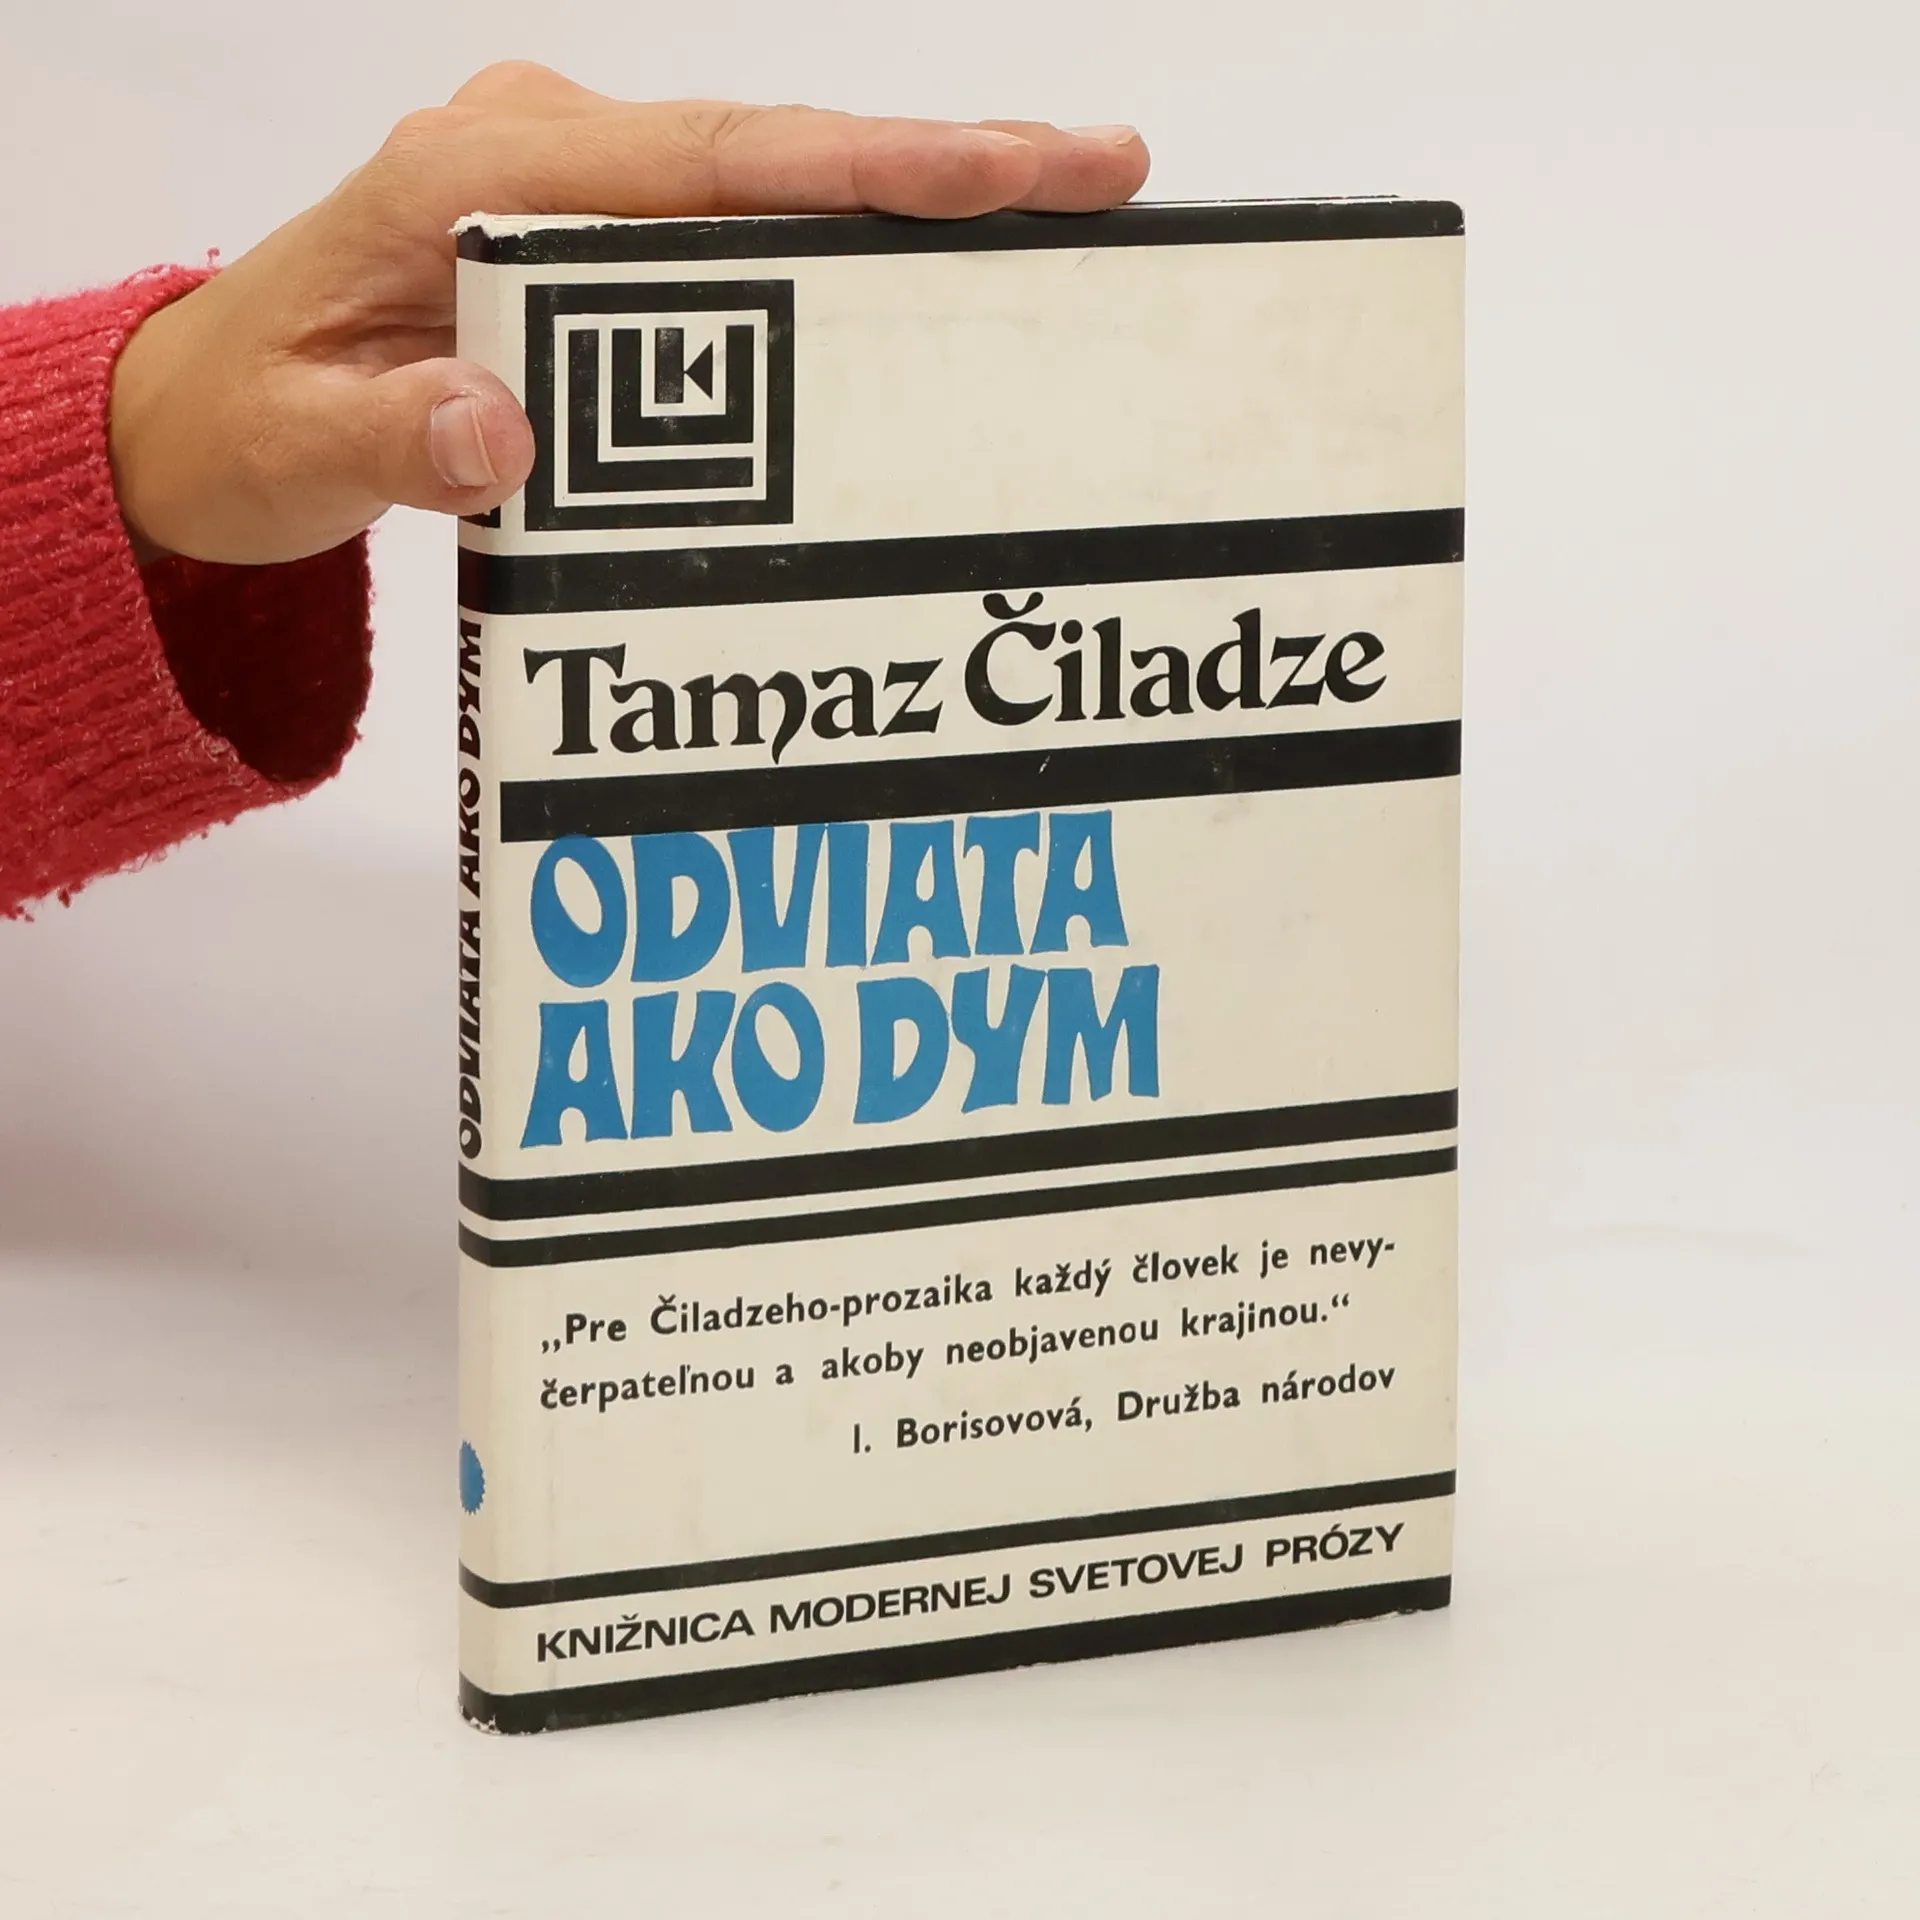 Tamaz Čiladze
ODVIATA
AKO DYM
„Pre Čiladzeho-prozaika každý človek je nevy-
čerpateľnou a akoby neobjavenou krajinou.“
I. Borisovová, Družba národov
KNIŽNICA MODERNEJ SVETOVEJ PRÓZY
ODVIATA AKO DYM